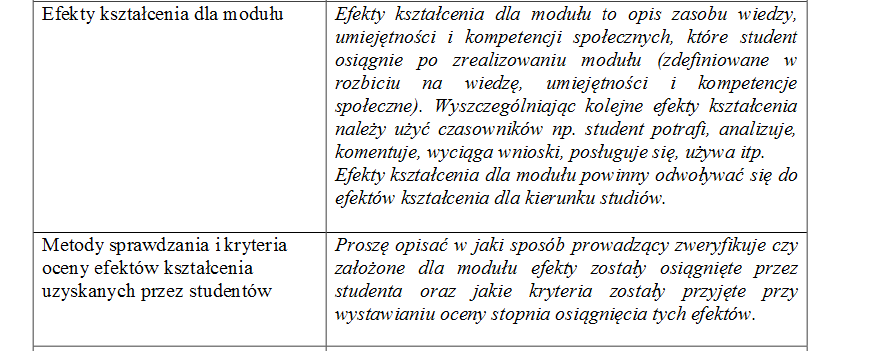 Efekty kształcenia dla modułu
Efekty kształcenia dla modułu to opis zasobu wiedzy,
umiejętności i kompetencji społecznych, które student
osiągnie po zrealizowaniu modułu (zdefiniowane w
rozbiciu na wiedzę, umiejętności i kompetencje
społeczne). Wyszczególniając kolejne efekty kształcenia
należy użyć czasowników np. student potrafi, analizuje,
komentuje, wyciąga wnioski, posługuje się, używa itp.
Efekty kształcenia dla modułu powinny odwoływać się do
efektów kształcenia dla kierunku studiów.
Metody sprawdzania i kryteria
oceny efektów kształcenia
uzyskanych przez studentów
Proszę opisać w jaki sposób prowadzący zweryfikuje czy
założone dla modułu efekty zostały osiągnięte przez
studenta oraz jakie kryteria zostały przyjęte przy
wystawianiu oceny stopnia osiągnięcia tych efektów.